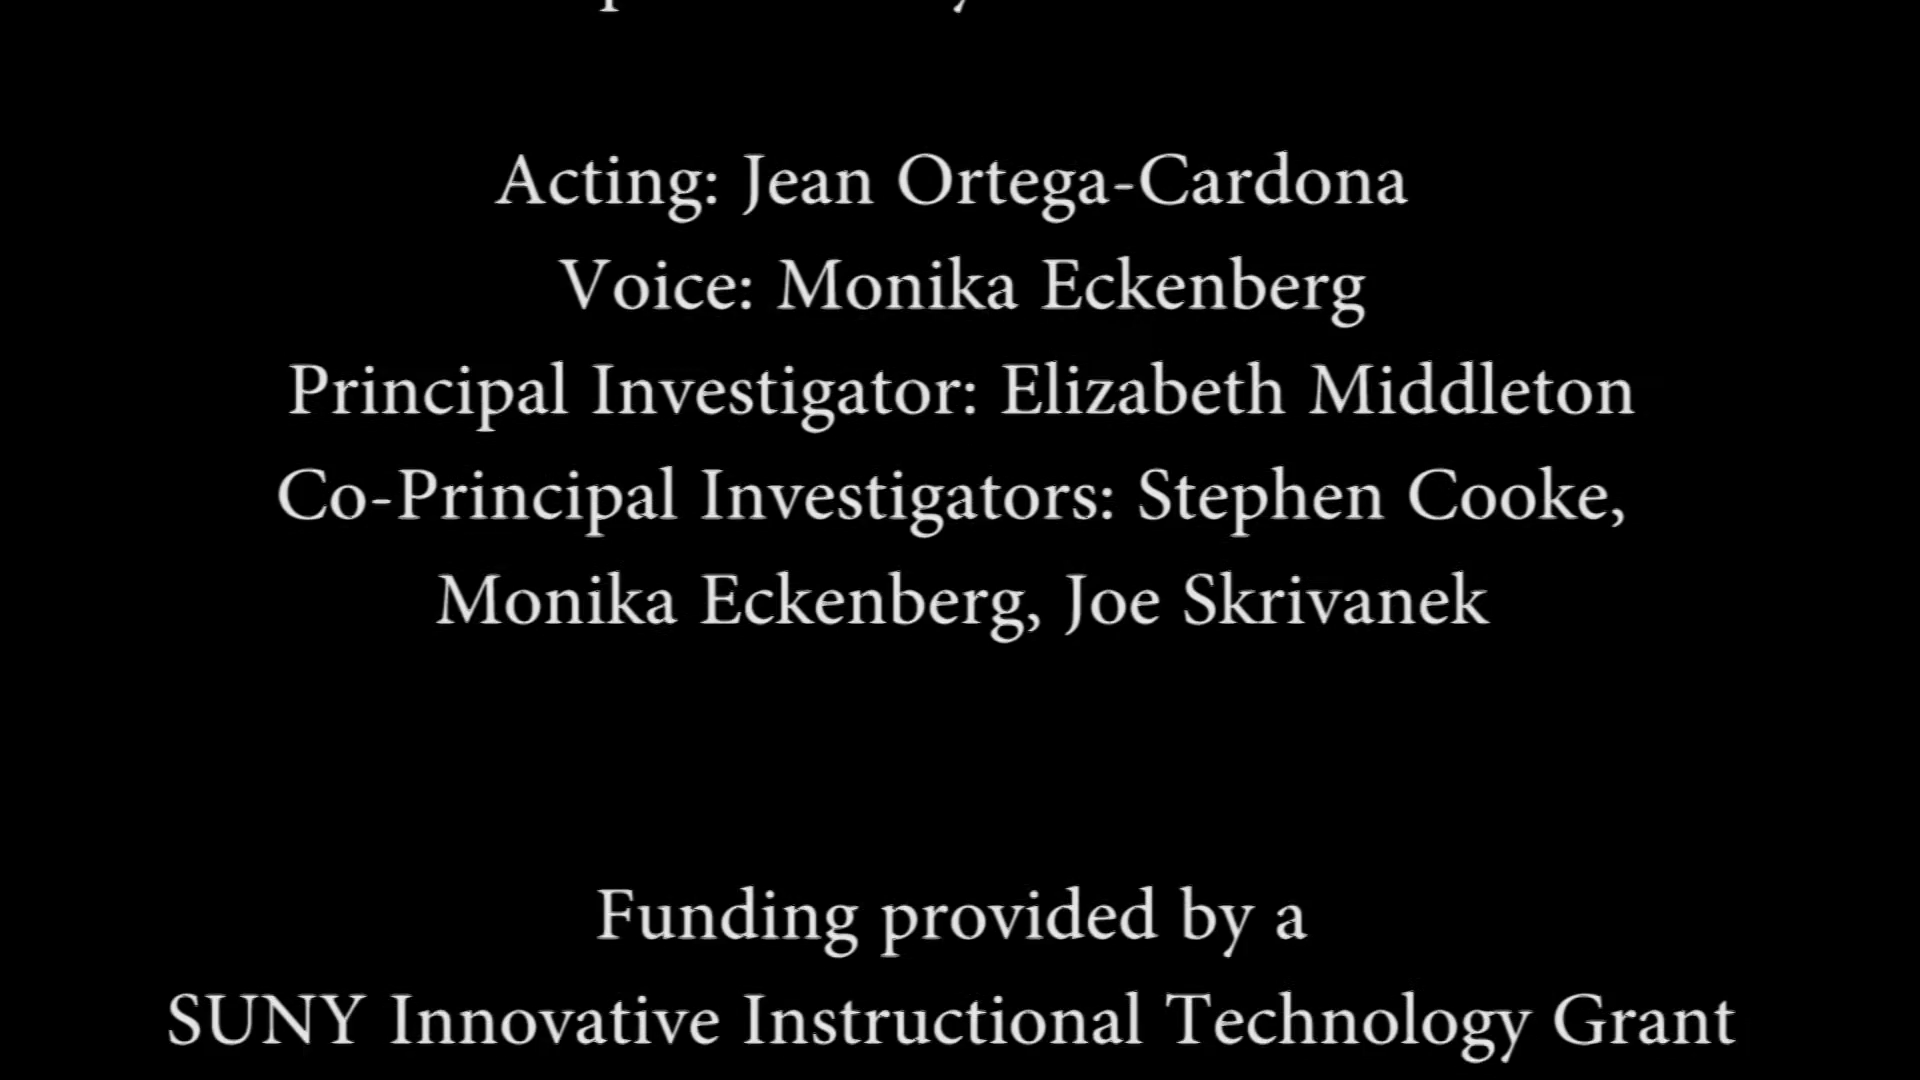 Acting: Jean Ortega-Cardona
Voice: Monika Eckenberg
Principal Investigator: Elizabeth Middleton
Co-Principal Investigators: Stephen Cooke,
Monika Eckenberg, Joe Skrivanek
Funding provided by a
SUNY Innovative Instructional Technology Grant